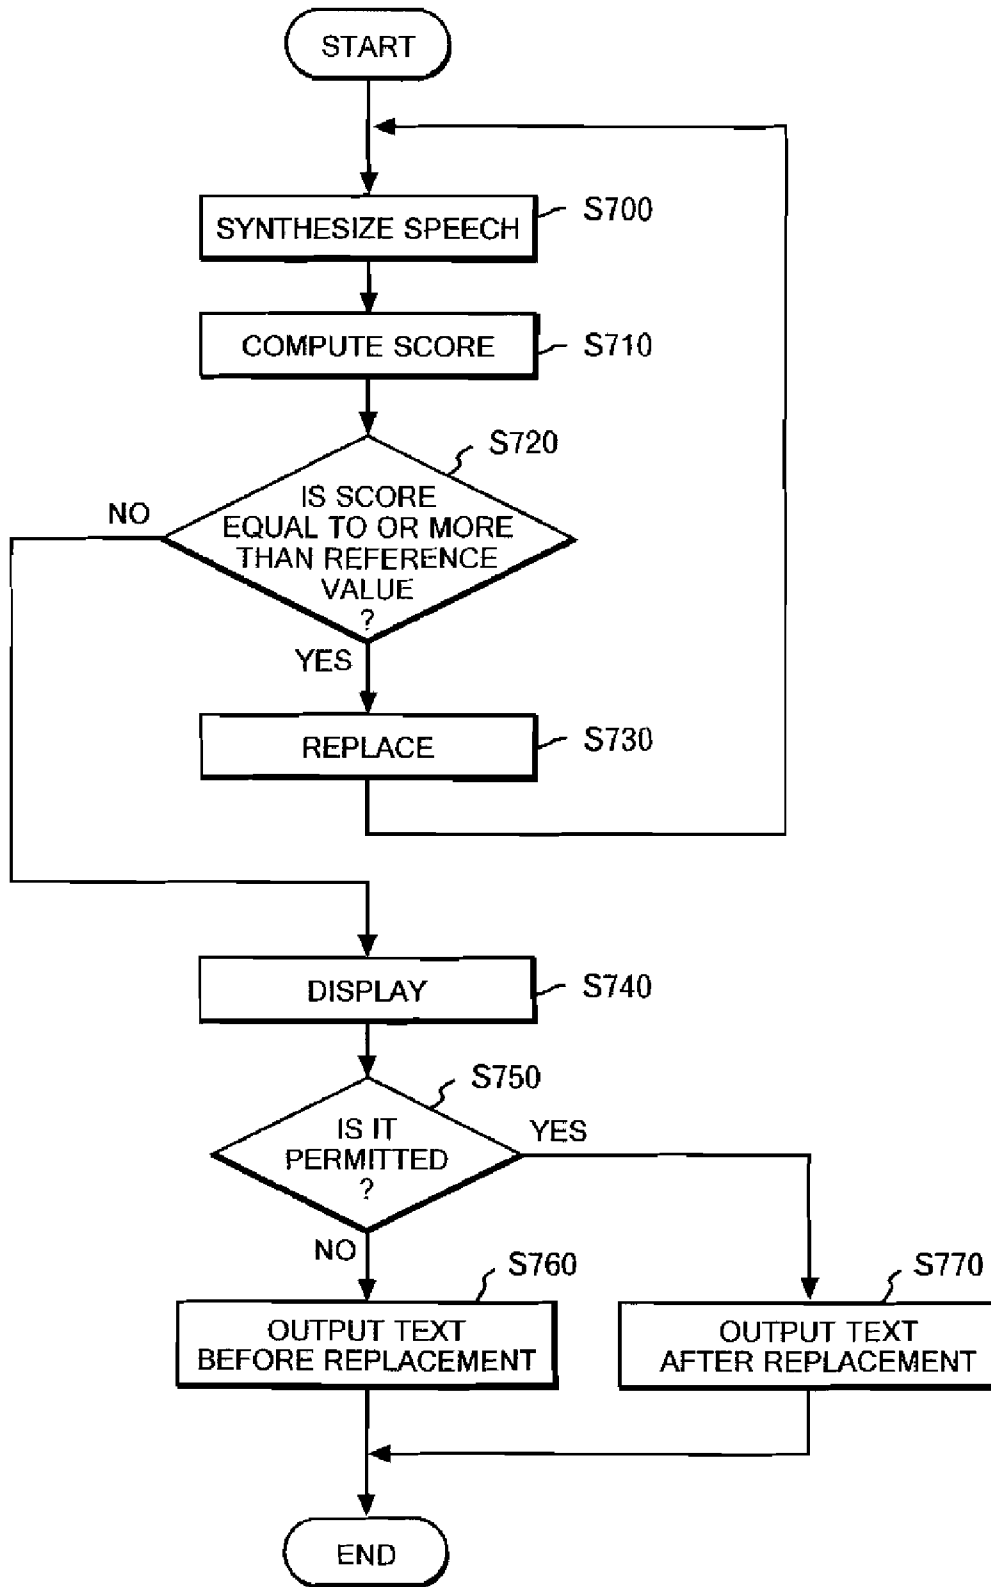 START
SYNTHESIZE SPEECH
S700
COMPUTE SCORE
S710
S720
IS SCORE
EQUAL TO OR MORE
THAN REFERENCE
VALUE
?
NO
YES
REPLACE
S730
DISPLAY
S740
S750
IS IT
PERMITTED
?
YES
NO
S760
OUTPUT TEXT
BEFORE REPLACEMENT
S770
OUTPUT TEXT
AFTER REPLACEMENT
END